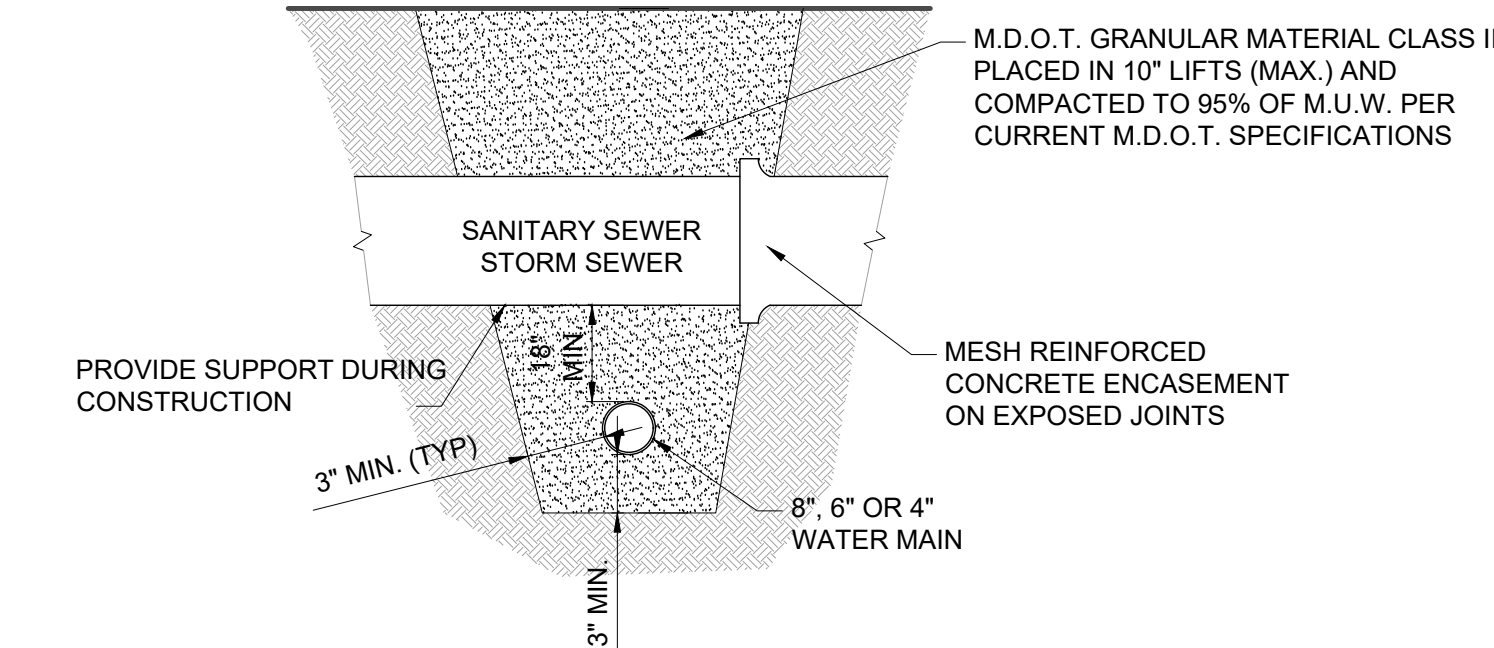 M.D.O.T. GRANULAR MATERIAL CLASS II
PLACED IN 10" LIFTS (MAX.) AND
COMPACTED TO 95% OF M.U.W. PER
CURRENT M.D.O.T. SPECIFICATIONS
SANITARY SEWER
STORM SEWER
18"
MIN
PROVIDE SUPPORT DURING
CONSTRUCTION
MESH REINFORCED
CONCRETE ENCASEMENT
ON EXPOSED JOINTS
3" MIN. (TYP)
8", 6" OR 4"
WATER MAIN
3" MIN.